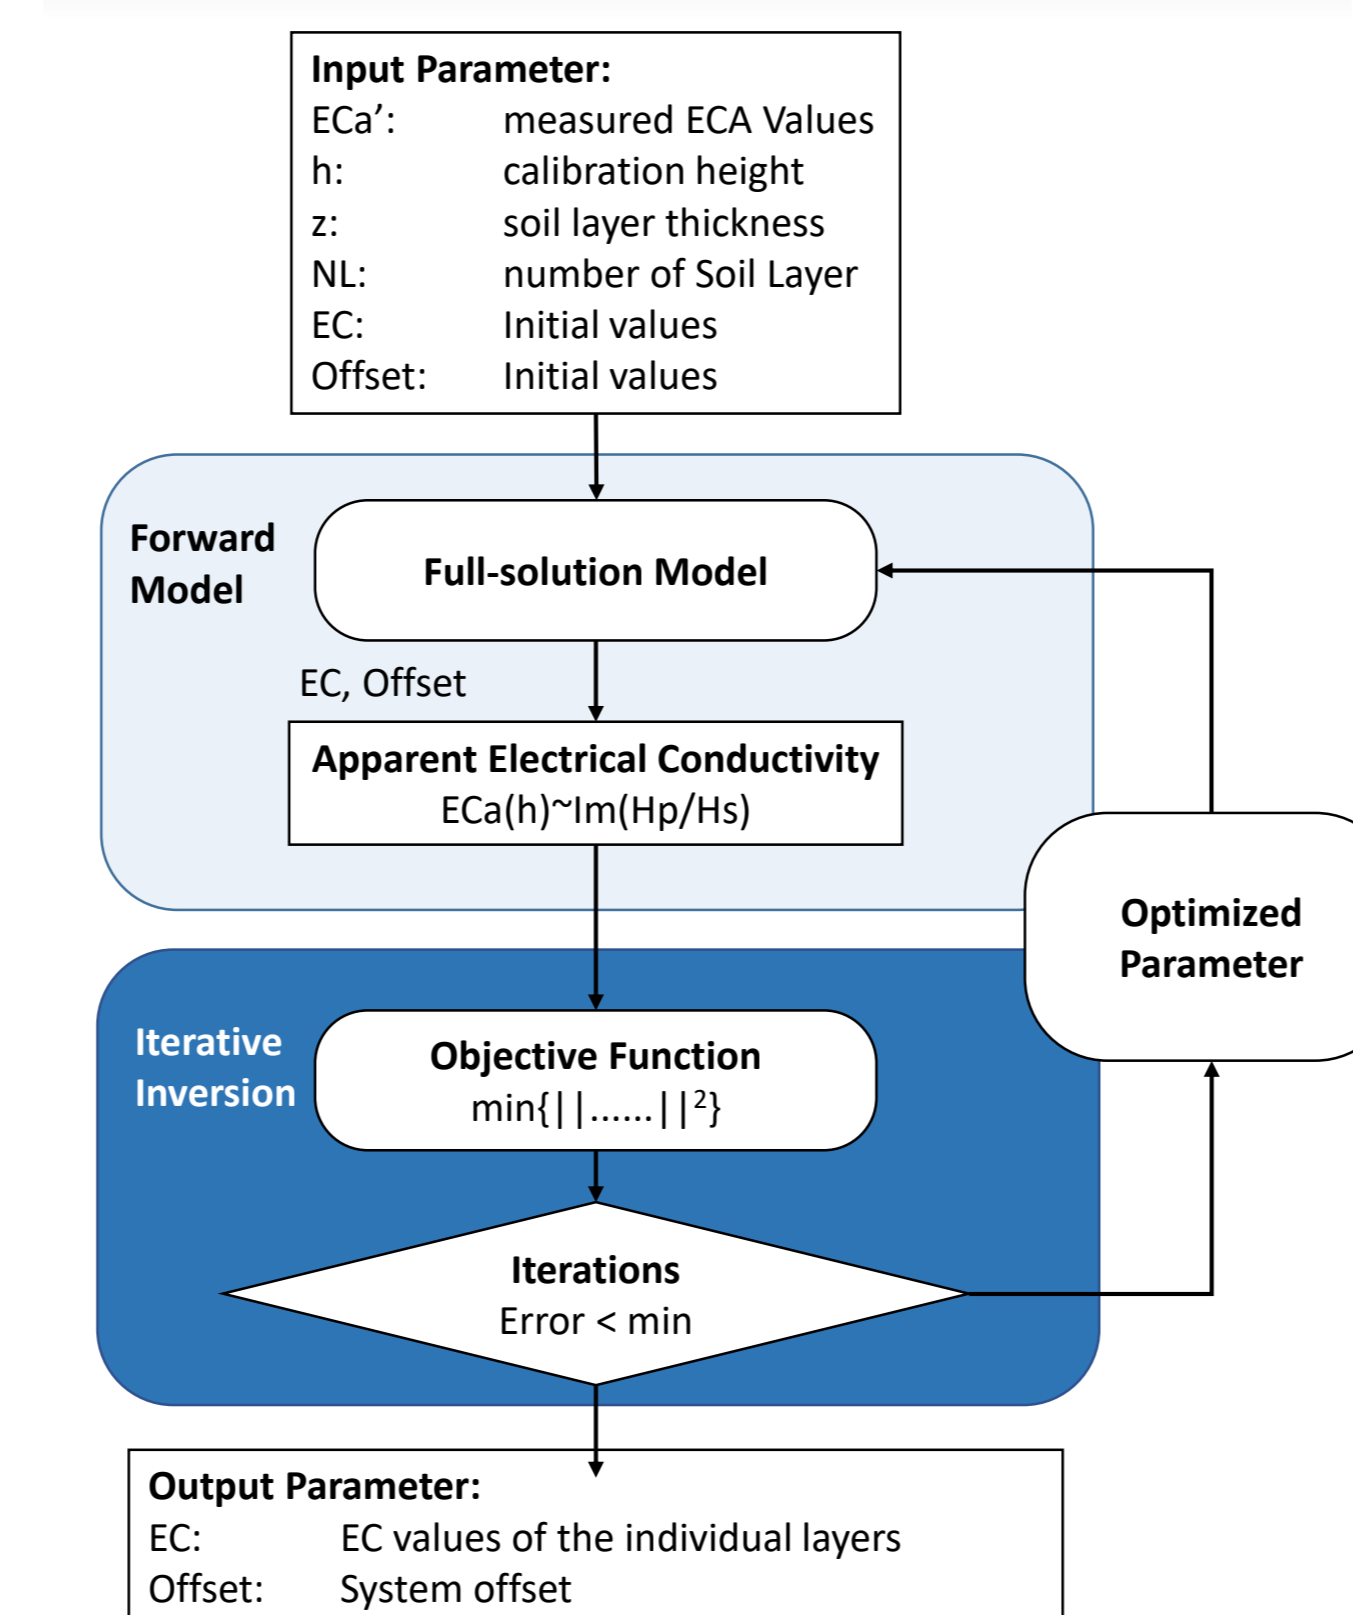 Input Parameter:
ECa’: measured ECA Values
h: calibration height
z: soil layer thickness
NL: number of Soil Layer
EC: Initial values
Offset: Initial values
Forward
Model
Full-solution Model
EC, Offset
Apparent Electrical Conductivity
ECa(h)~Im(Hp/Hs)
Optimized
Parameter
Iterative
Inversion
Objective Function
min{||......||²}
Iterations
Error < min
Output Parameter:
EC: EC values of the individual layers
Offset: System offset